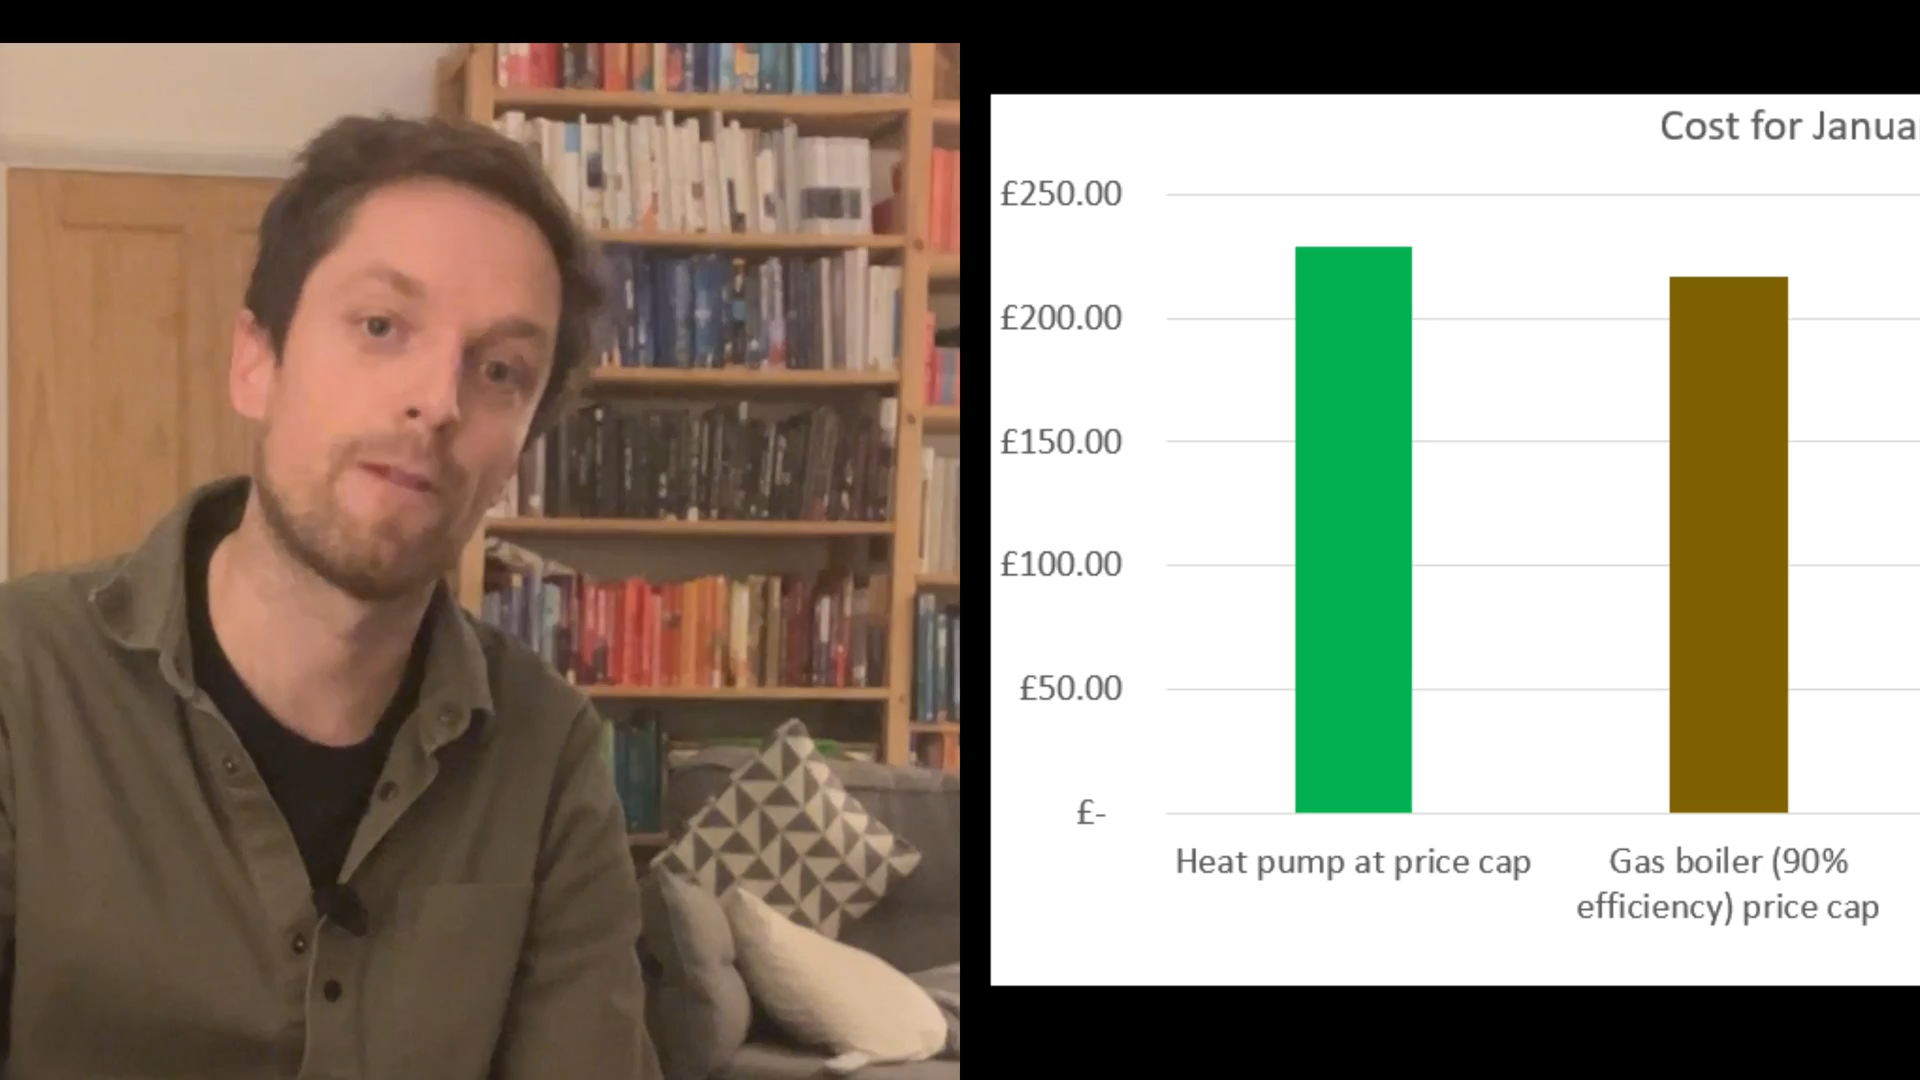 Cost for Janua
£250.00
£200.00
£150.00
£100.00
£50.00
£-
Heat pump at price cap
Gas boiler (90%
efficiency) price cap